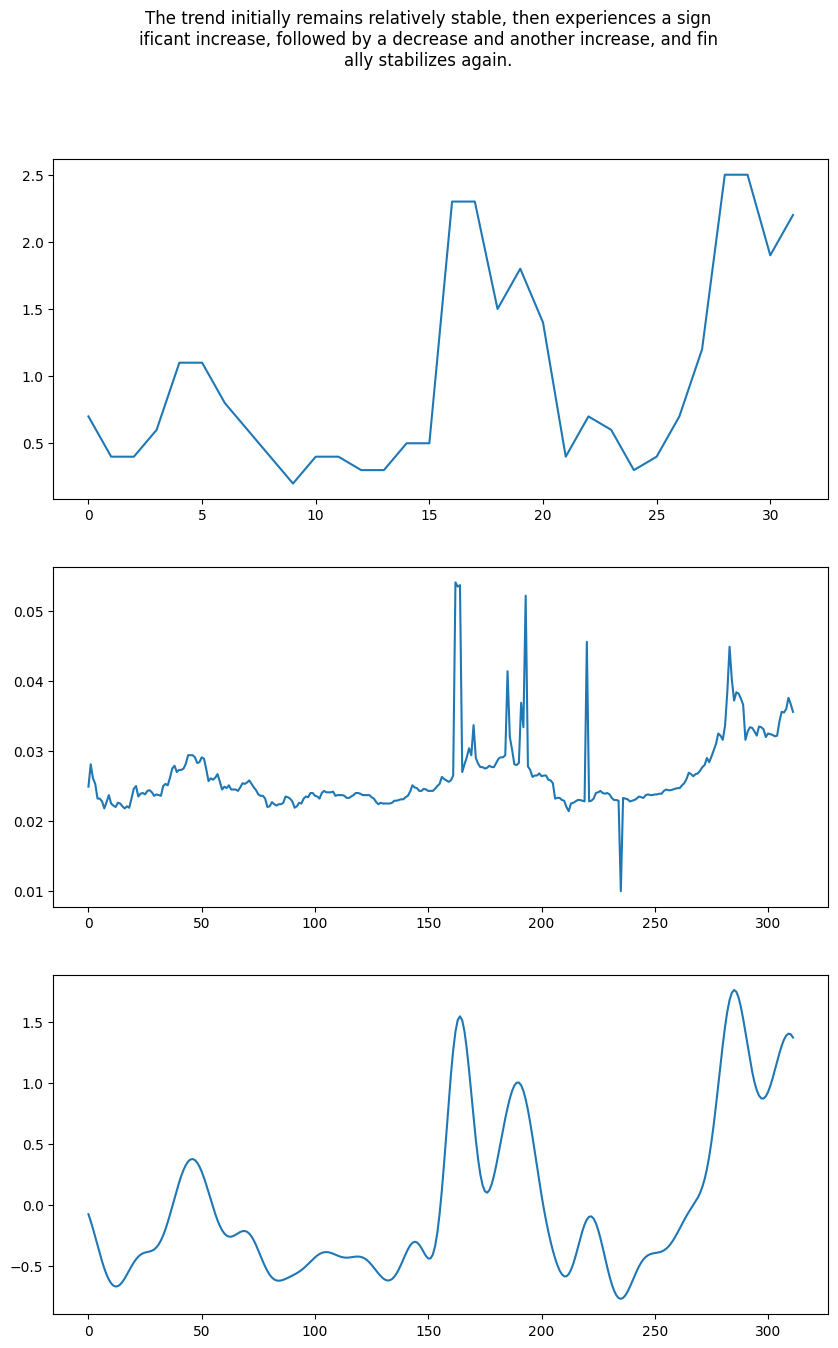 The trend initially remains relatively stable, then experiences a sign
ificant increase, followed by a decrease and another increase, and fin
ally stabilizes again.
2.5
2.0
1.5
1.0
0.5
0 5 10 15 20 25 30
0.05
0.04
0.03
0.02
0.01
0 50 100 150 200 250 300
1.5
1.0
0.5
0.0
−0.5
0 50 100 150 200 250 300